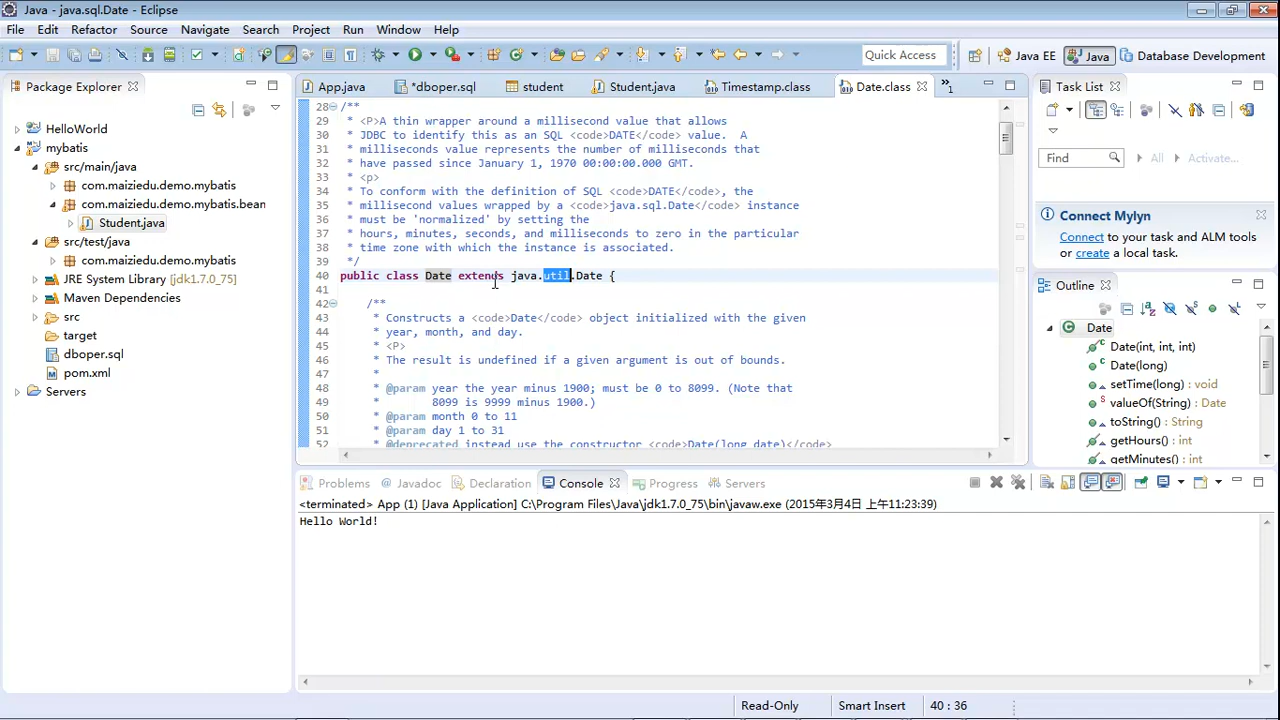 Java - java.sql.Date - Eclipse
File Edit Refactor Source Navigate Search Project Run Window Help
Quick Access Java EE Java Database Development
Package Explorer
HelloWorld
mybatis
src/main/java
com.maiziedu.demo.mybatis
com.maiziedu.demo.mybatis.bean
Student.java
src/test/java
com.maiziedu.demo.mybatis
JRE System Library [jdk1.7.0_75]
Maven Dependencies
src
target
dboper.sql
pom.xml
Servers
App.java *dboper.sql student Student.java Timestamp.class Date.class »1
28 /**
29 * <P>A thin wrapper around a millisecond value that allows
30 * JDBC to identify this as an SQL <code>DATE</code> value.  A
31 * milliseconds value represents the number of milliseconds that
32 * have passed since January 1, 1970 00:00:00.000 GMT.
33 * <p>
34 * To conform with the definition of SQL <code>DATE</code>, the
35 * millisecond values wrapped by a <code>java.sql.Date</code> instance
36 * must be 'normalized' by setting the
37 * hours, minutes, seconds, and milliseconds to zero in the particular
38 * time zone with which the instance is associated.
39 */
40 public class Date extends java.util.Date {
41
42 /**
43 * Constructs a <code>Date</code> object initialized with the given
44 * year, month, and day.
45 * <P>
46 * The result is undefined if a given argument is out of bounds.
47 *
48 * @param year the year minus 1900; must be 0 to 8099. (Note that
49 *        8099 is 9999 minus 1900.)
50 * @param month 0 to 11
51 * @param day 1 to 31
52 * @deprecated instead use the constructor <code>Date(long date)</code>
Task List
Find All Activate...
Connect Mylyn
Connect to your task and ALM tools
or create a local task.
Outline
Date
Date(int, int, int)
Date(long)
setTime(long) : void
valueOf(String) : Date
toString() : String
getHours() : int
getMinutes() : int
Problems Javadoc Declaration Console Progress Servers
<terminated> App (1) [Java Application] C:\Program Files\Java\jdk1.7.0_75\bin\javaw.exe (2015年3月4日 上午11:23:39)
Hello World!
Read-Only Smart Insert 40 : 36